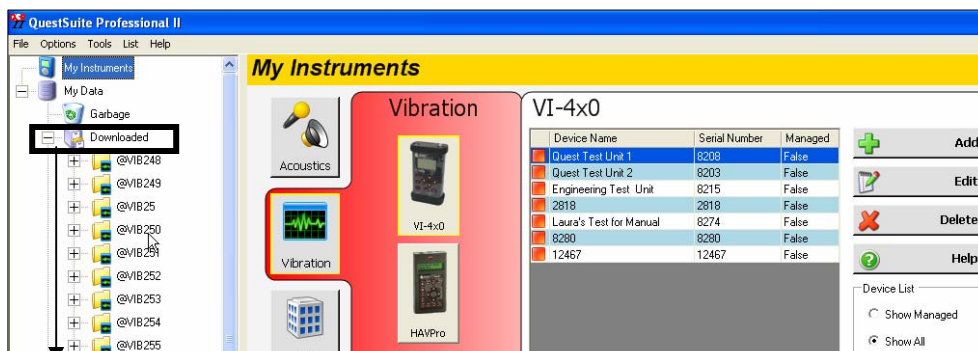 QuestSuite Professional II
File Options Tools List Help
My Instruments
My Data
Garbage
Downloaded
@VIB248
@VIB249
@VIB25
@VIB250
@VIB251
@VIB252
@VIB253
@VIB254
@VIB255
My Instruments
Acoustics
Vibration
Vibration
VI-4x0
HAVPro
VI-4x0
Device Name Serial Number Managed
Quest Test Unit 1 8208 False
Quest Test Unit 2 8203 False
Engineering Test Unit 8215 False
2818 2818 False
Laura's Test for Manual 8274 False
8280 8280 False
12467 12467 False
Add
Edit
Delete
Help
Device List
Show Managed
Show All